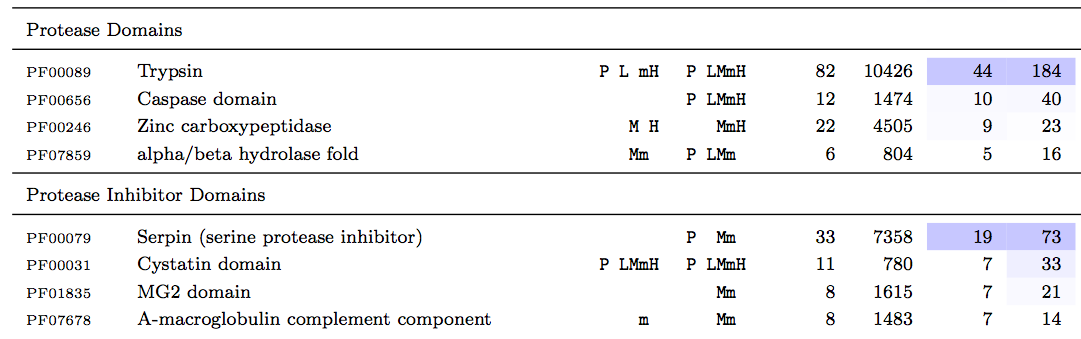 Protease Domains
PF00089 Trypsin P L mH P LMmH 82 10426 44 184
PF00656 Caspase domain P LMmH 12 1474 10 40
PF00246 Zinc carboxypeptidase M H MmH 22 4505 9 23
PF07859 alpha/beta hydrolase fold Mm P LMm 6 804 5 16
Protease Inhibitor Domains
PF00079 Serpin (serine protease inhibitor) P Mm 33 7358 19 73
PF00031 Cystatin domain P LMmH P LMmH 11 780 7 33
PF01835 MG2 domain Mm 8 1615 7 21
PF07678 A-macroglobulin complement component m Mm 8 1483 7 14